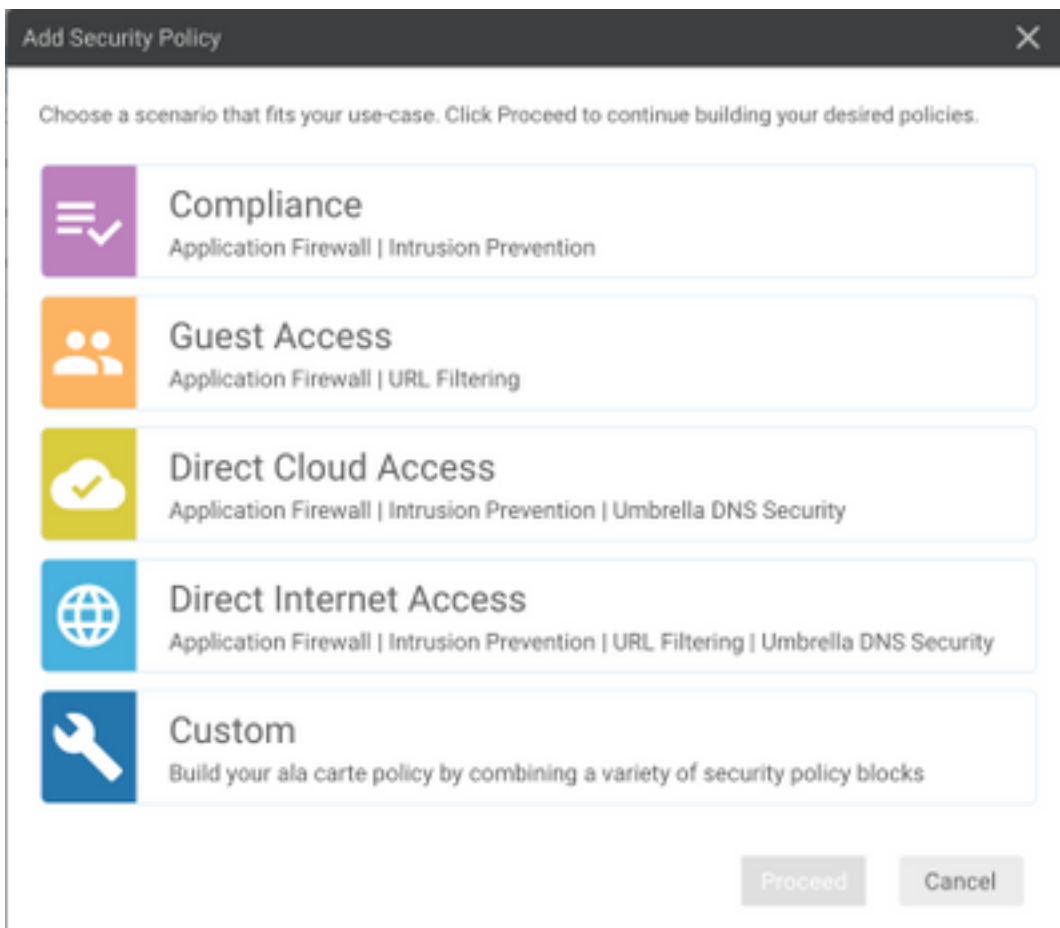 Add Security Policy
Choose a scenario that fits your use-case. Click Proceed to continue building your desired policies.
Compliance
Application Firewall | Intrusion Prevention
Guest Access
Application Firewall | URL Filtering
Direct Cloud Access
Application Firewall | Intrusion Prevention | Umbrella DNS Security
Direct Internet Access
Application Firewall | Intrusion Prevention | URL Filtering | Umbrella DNS Security
Custom
Build your ala carte policy by combining a variety of security policy blocks
Proceed Cancel